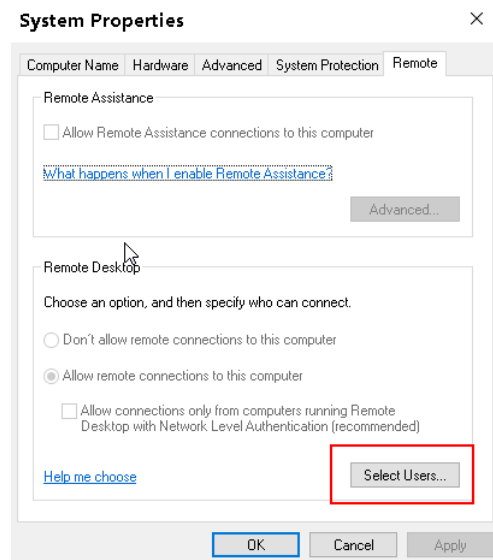 System Properties
Computer Name
Hardware
Advanced
System Protection
Remote
Remote Assistance
Allow Remote Assistance connections to this computer
What happens when I enable Remote Assistance?
Advanced...
Remote Desktop
Choose an option, and then specify who can connect.
Don´t allow remote connections to this computer
Allow remote connections to this computer
Allow connections only from computers running Remote
Desktop with Network Level Authentication (recommended)
Help me choose
Select Users...
OK
Cancel
Apply